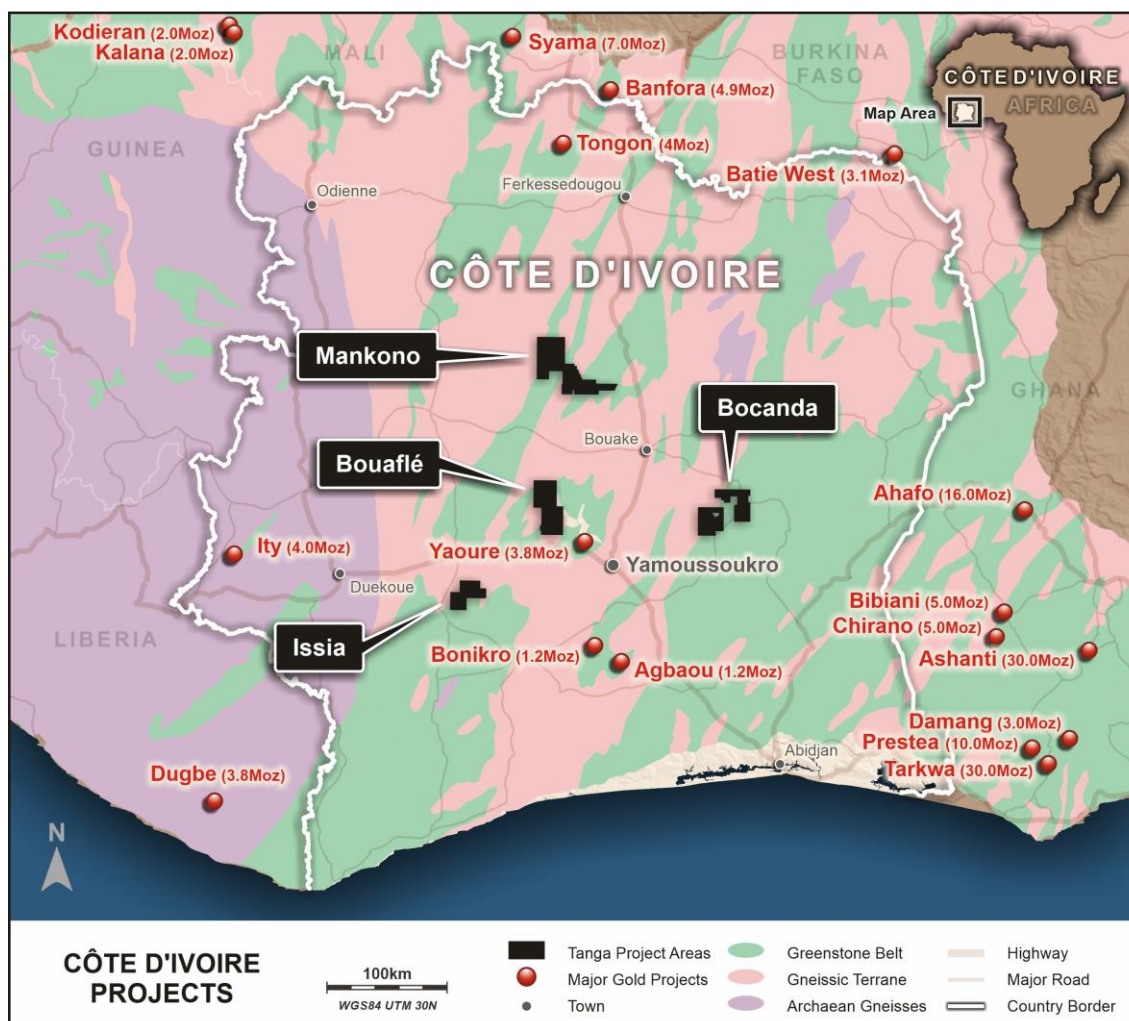 Kodieran (2.0Moz)
Kalana (2.0Moz)
MALI
Syama (7.0Moz)
BURKINA
FASO
CÔTE D'IVOIRE
AFRICA
Map Area
Banfora (4.9Moz)
GUINEA
Tongon (4Moz)
Batie West (3.1Moz)
Odienne
Ferkessedougou
CÔTE D'IVOIRE
Mankono
GHANA
Bocanda
Bouake
Bouaflé
Ahafo (16.0Moz)
Ity (4.0Moz)
Yaoure (3.8Moz)
Yamoussoukro
Duekoue
Bibiani (5.0Moz)
Chirano (5.0Moz)
LIBERIA
Issia
Bonikro (1.2Moz)
Agbaou (1.2Moz)
Ashanti (30.0Moz)
Damang (3.0Moz)
Prestea (10.0Moz)
Abidjan
Tarkwa (30.0Moz)
Dugbe (3.8Moz)
N
CÔTE D'IVOIRE
PROJECTS
100km
WGS84 UTM 30N
Tanga Project Areas
Major Gold Projects
Town
Greenstone Belt
Gneissic Terrane
Archaean Gneisses
Highway
Major Road
Country Border